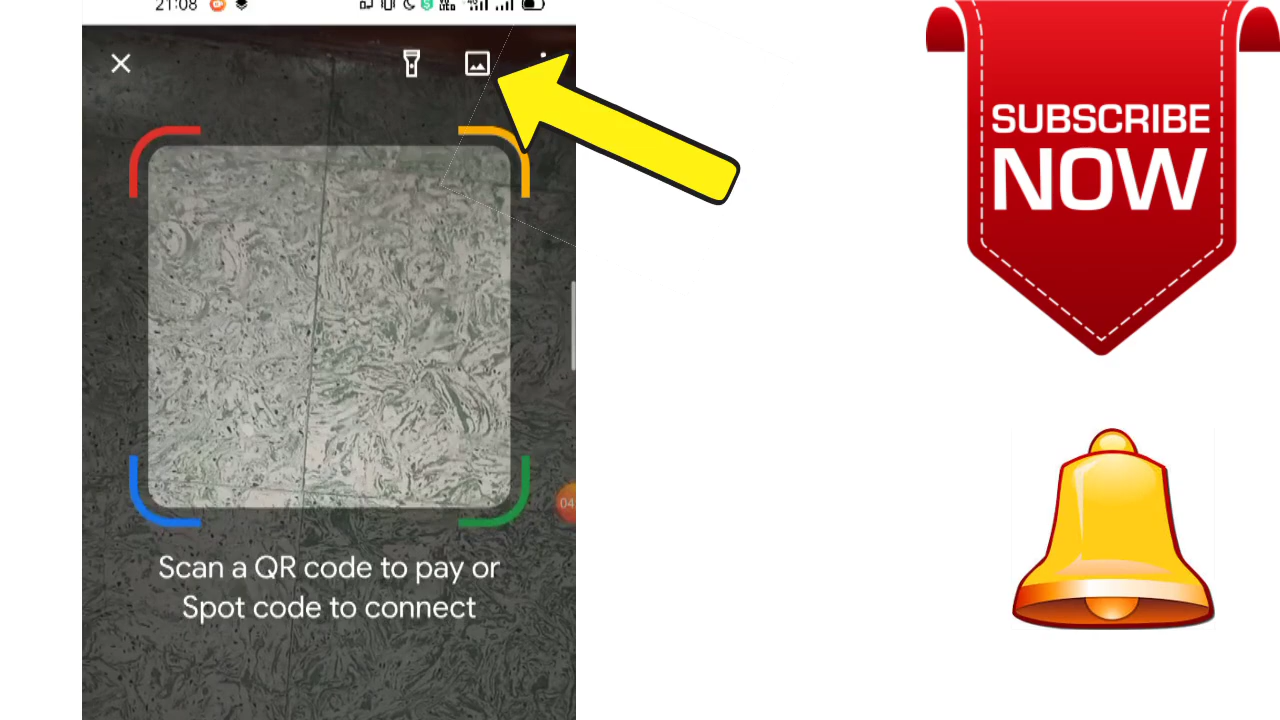 21:08
Scan a QR code to pay or
Spot code to connect
SUBSCRIBE
NOW